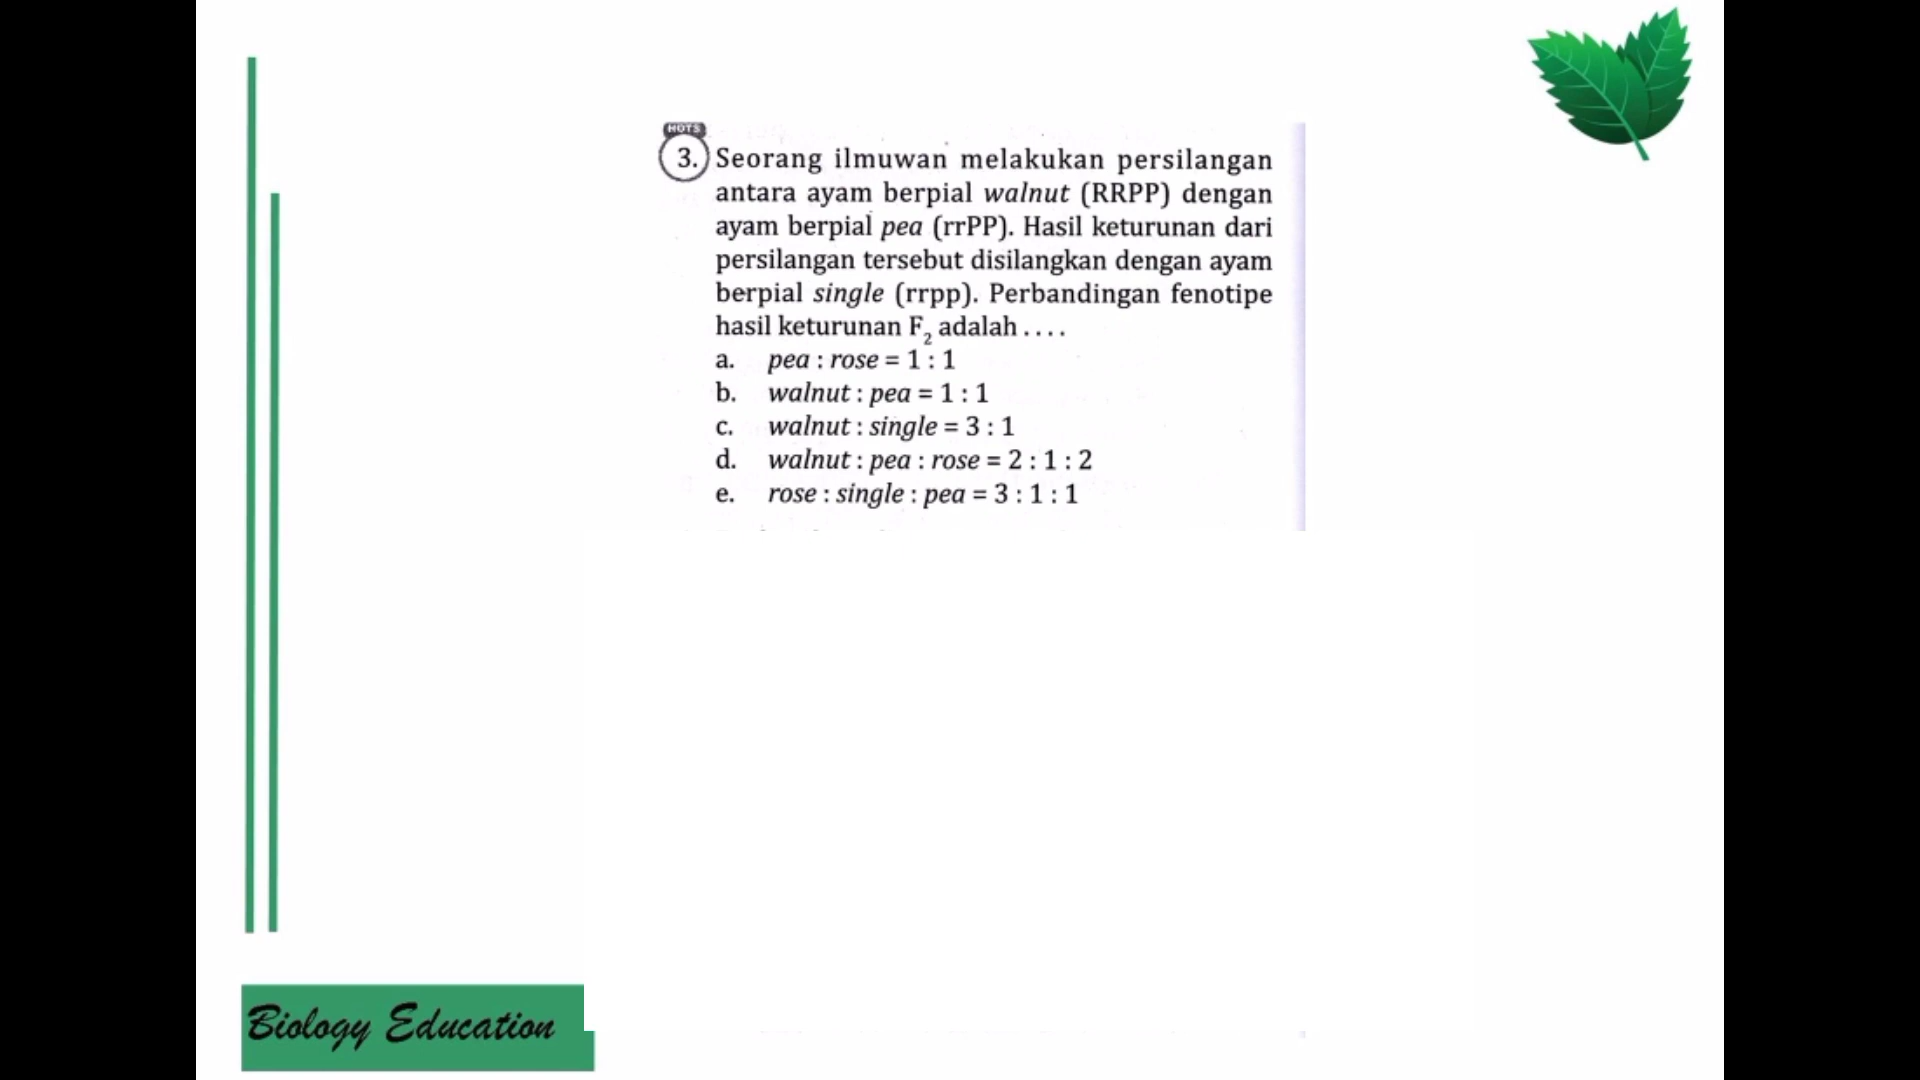 HOTS
3. Seorang ilmuwan melakukan persilangan
antara ayam berpial walnut (RRPP) dengan
ayam berpial pea (rrPP). Hasil keturunan dari
persilangan tersebut disilangkan dengan ayam
berpial single (rrpp). Perbandingan fenotipe
hasil keturunan F₂ adalah . . . .
a. pea : rose = 1 : 1
b. walnut : pea = 1 : 1
c. walnut : single = 3 : 1
d. walnut : pea : rose = 2 : 1 : 2
e. rose : single : pea = 3 : 1 : 1
Biology Education